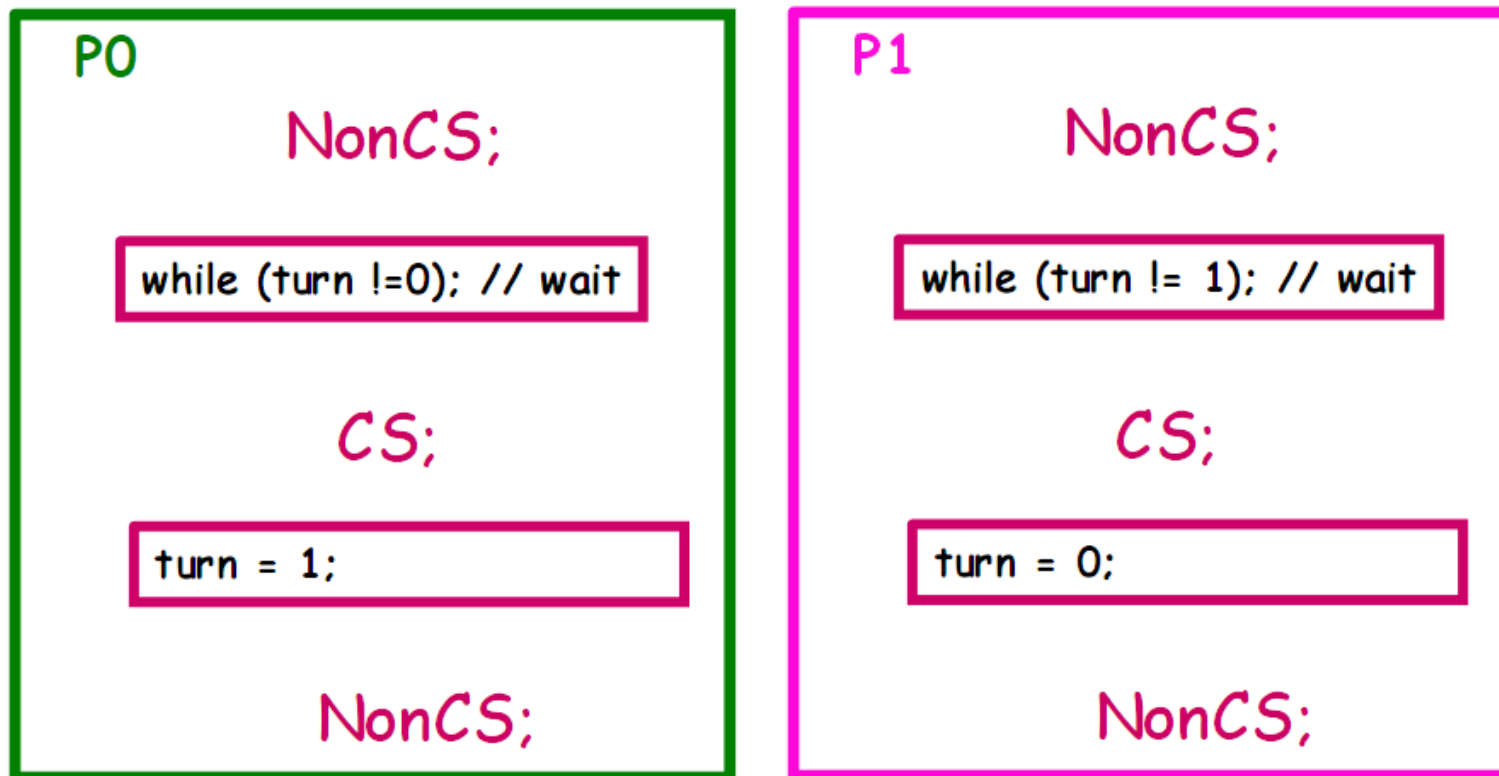 P0
NonCS;
while (turn !=0); // wait
CS;
turn = 1;
NonCS;
P1
NonCS;
while (turn != 1); // wait
CS;
turn = 0;
NonCS;